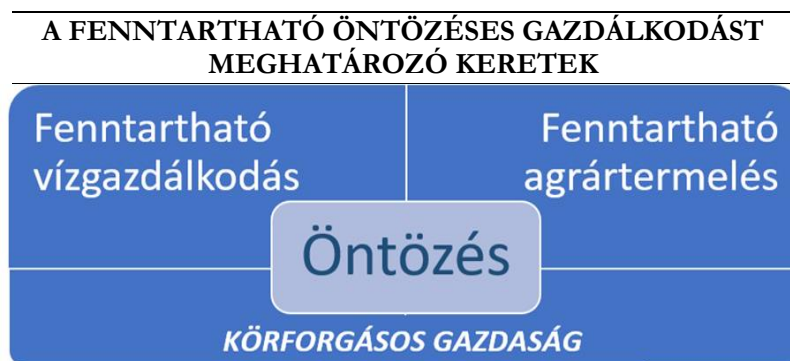 A FENNTARTHATÓ ÖNTÖZÉSES GAZDÁLKODÁST
MEGHATÁROZÓ KERETEK
Fenntartható
vízgazdálkodás
Fenntartható
agrártermelés
Öntözés
KÖRFORGÁSOS GAZDASÁG